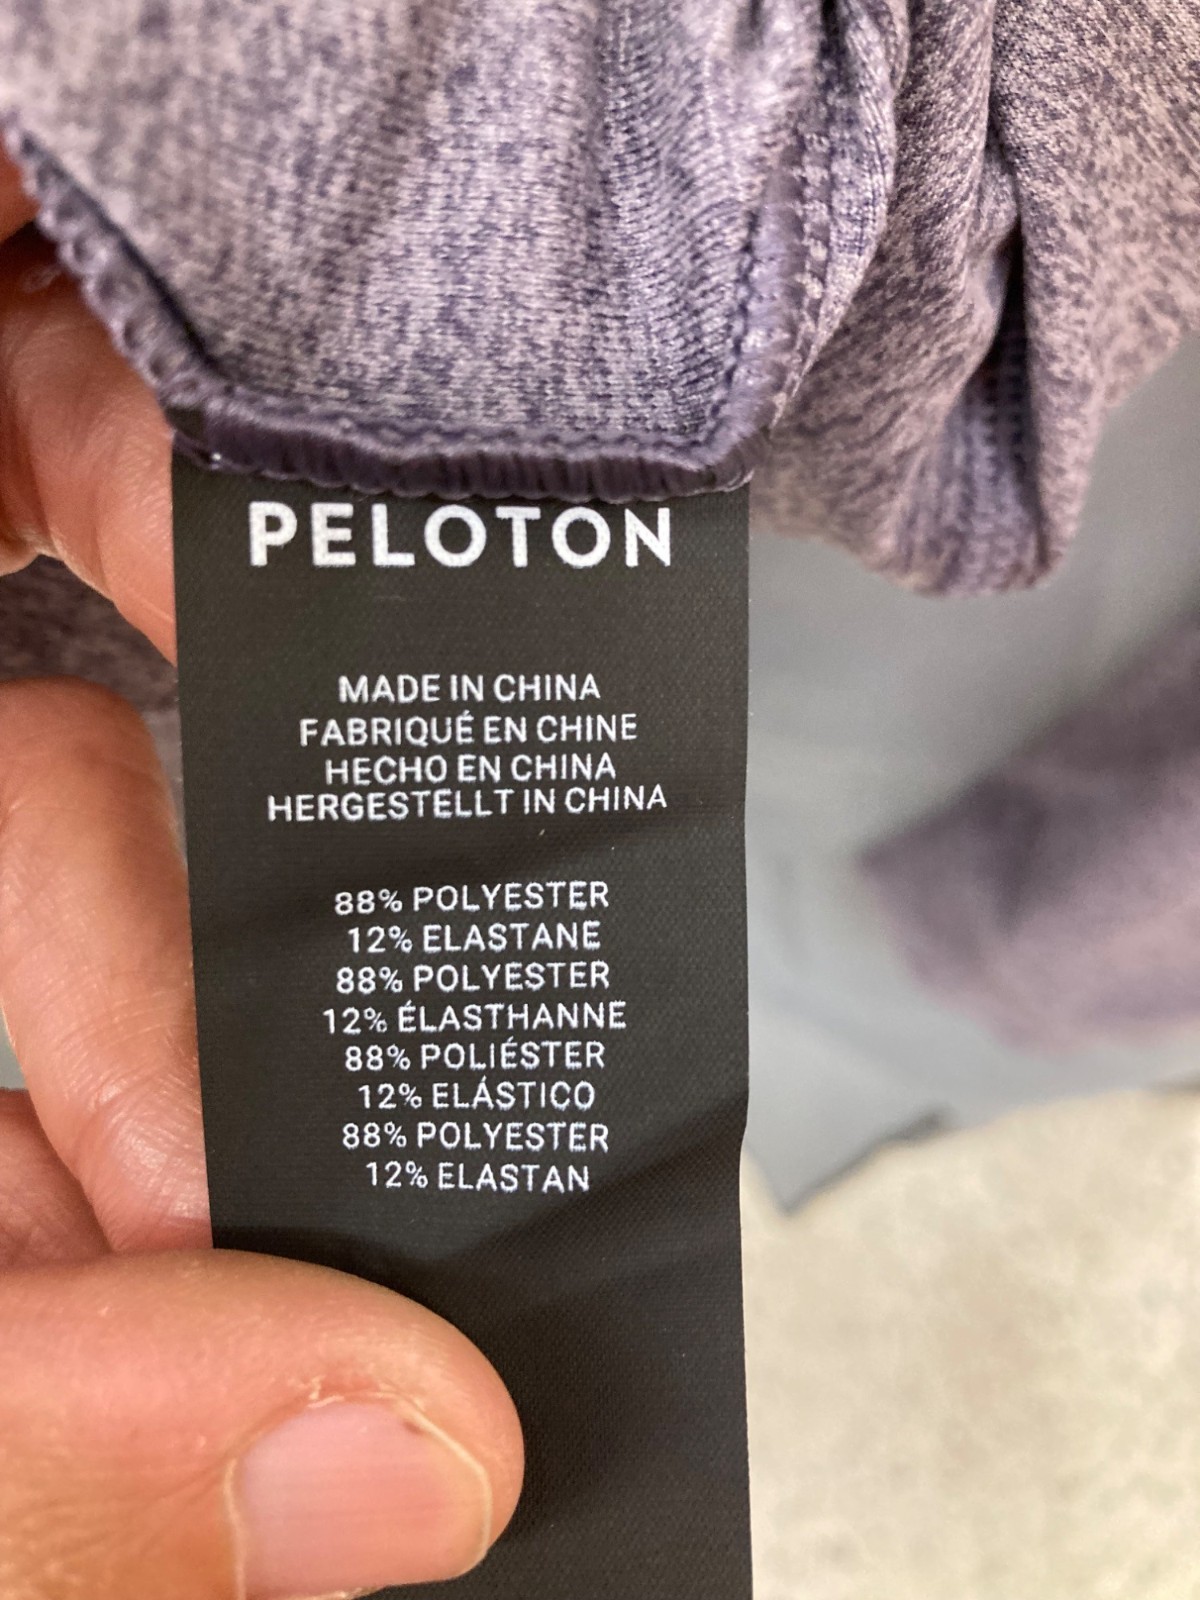 PELOTON
MADE IN CHINA
FABRIQUÉ EN CHINE
HECHO EN CHINA
HERGESTELLT IN CHINA
88% POLYESTER
12% ELASTANE
88% POLYESTER
12% ÉLASTHANNE
88% POLIÉSTER
12% ELÁSTICO
88% POLYESTER
12% ELASTAN